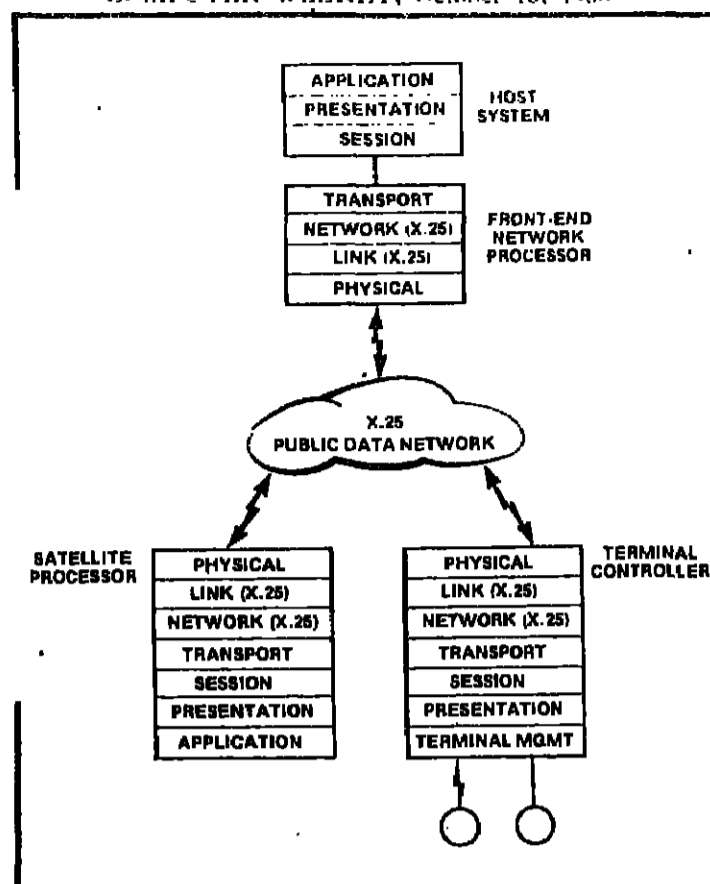 APPLICATION
PRESENTATION
SESSION
HOST
SYSTEM
TRANSPORT
NETWORK (X.25)
LINK (X.25)
PHYSICAL
FRONT-END
NETWORK
PROCESSOR
X.25
PUBLIC DATA NETWORK
SATELLITE
PROCESSOR
PHYSICAL
LINK (X.25)
NETWORK (X.25)
TRANSPORT
SESSION
PRESENTATION
APPLICATION
PHYSICAL
LINK (X.25)
NETWORK (X.25)
TRANSPORT
SESSION
PRESENTATION
TERMINAL MGMT
TERMINAL
CONTROLLER